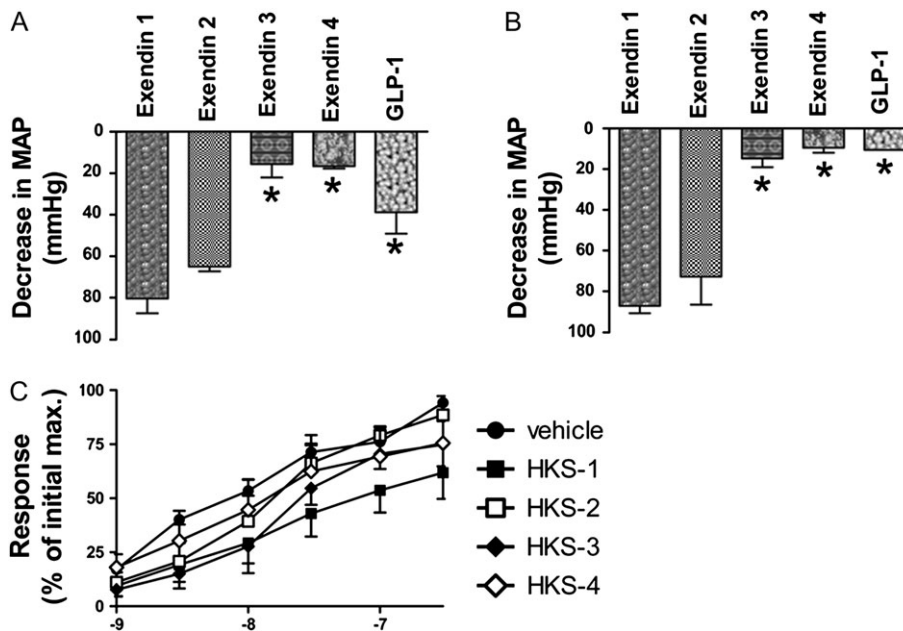 A
Exendin 1
Exendin 2
Exendin 3
Exendin 4
GLP-1
Decrease in MAP
(mmHg)
0
20
40
60
80
100
*
*
*
B
Exendin 1
Exendin 2
Exendin 3
Exendin 4
GLP-1
Decrease in MAP
(mmHg)
0
20
40
60
80
100
*
*
*
C
Response
(% of initial max.)
100
75
50
25
0
-9
-8
-7
vehicle
HKS-1
HKS-2
HKS-3
HKS-4